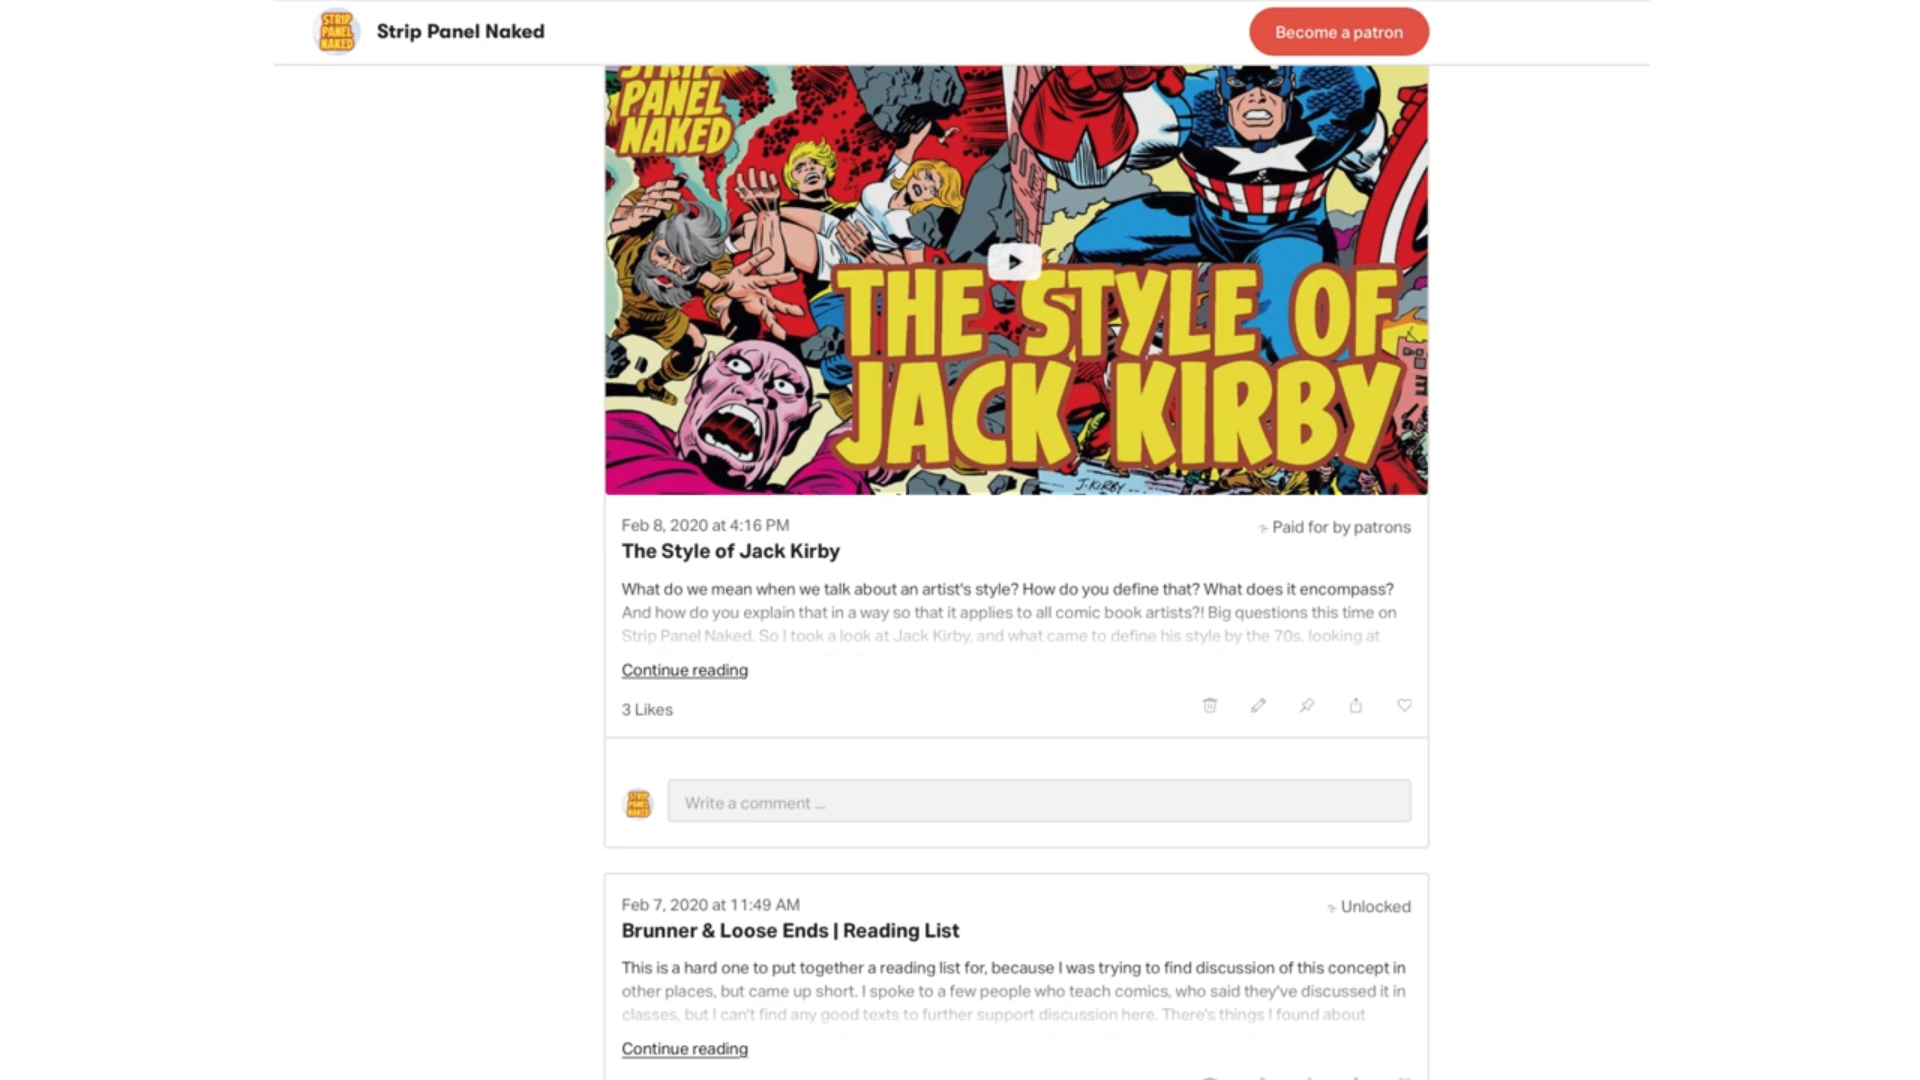 STRIP
PANEL
NAKED
Strip Panel Naked
Become a patron
STRIP
PANEL
NAKED
THE STYLE OF
JACK KIRBY
J. KIRBY
Feb 8, 2020 at 4:16 PM
Paid for by patrons
The Style of Jack Kirby
What do we mean when we talk about an artist's style? How do you define that? What does it encompass?
And how do you explain that in a way so that it applies to all comic book artists?! Big questions this time on
Strip Panel Naked. So I took a look at Jack Kirby, and what came to define his style by the 70s, looking at
Continue reading
3 Likes
STRIP
PANEL
NAKED
Write a comment ...
Feb 7, 2020 at 11:49 AM
Unlocked
Brunner & Loose Ends | Reading List
This is a hard one to put together a reading list for, because I was trying to find discussion of this concept in
other places, but came up short. I spoke to a few people who teach comics, who said they've discussed it in
classes, but I can't find any good texts to further support discussion here. There's things I found about
Continue reading